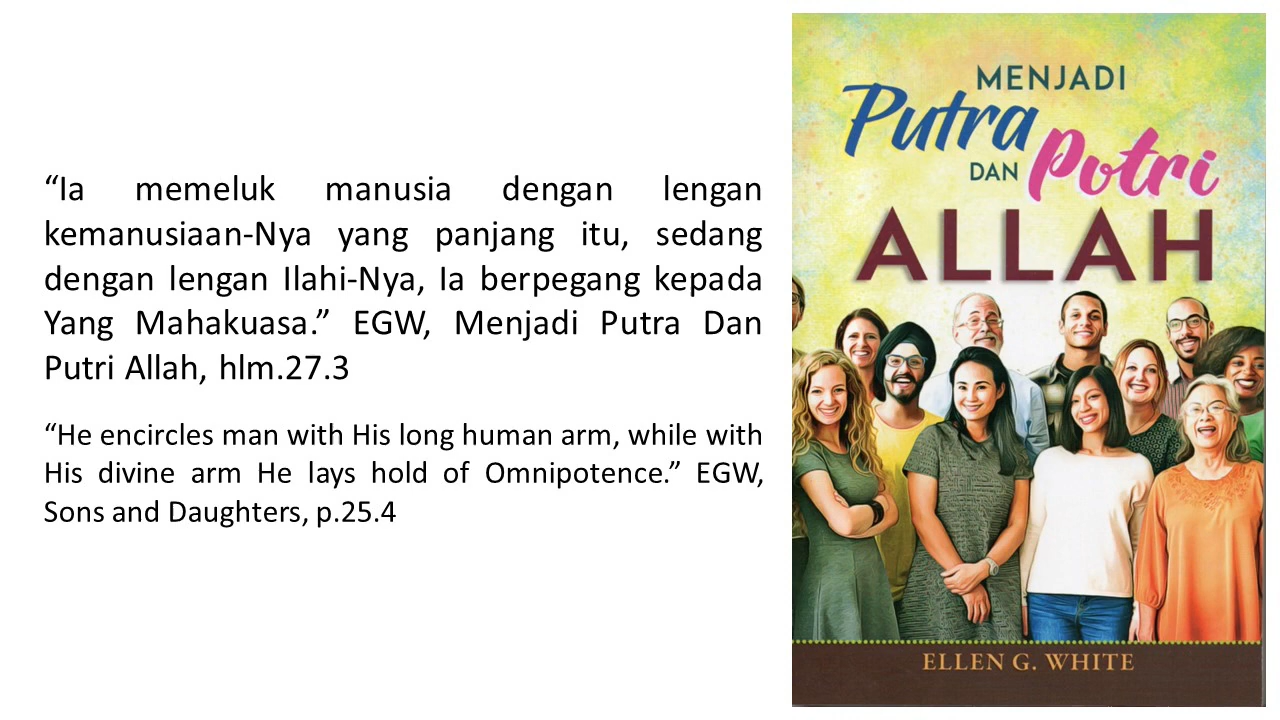 “Ia memeluk manusia dengan lengan
kemanusiaan-Nya yang panjang itu, sedang
dengan lengan Ilahi-Nya, Ia berpegang kepada
Yang Mahakuasa.” EGW, Menjadi Putra Dan
Putri Allah, hlm.27.3
“He encircles man with His long human arm, while with
His divine arm He lays hold of Omnipotence.” EGW,
Sons and Daughters, p.25.4
MENJADI
Putra
DAN Putri
ALLAH
ELLEN G. WHITE